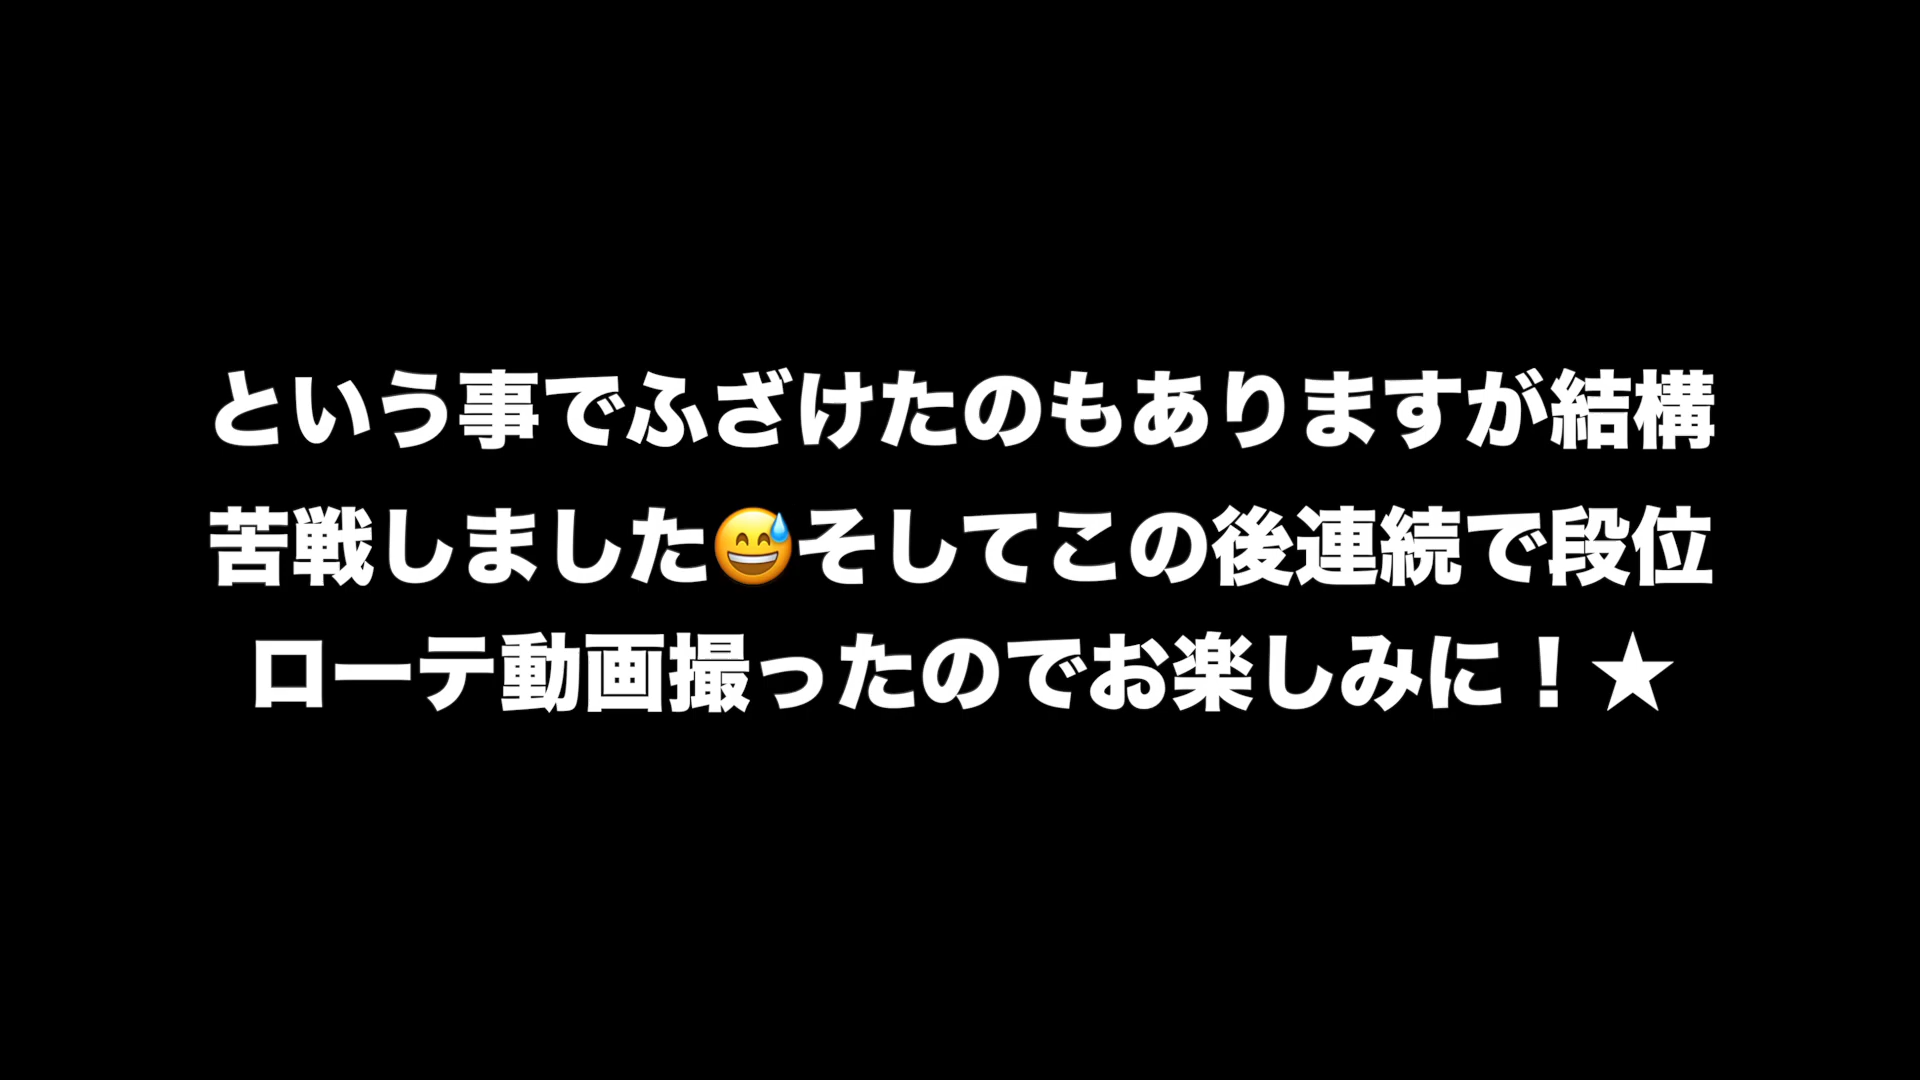 という事でふざけたのもありますが結構
苦戦しました😅そしてこの後連続で段位
ローテ動画撮ったのでお楽しみに！★